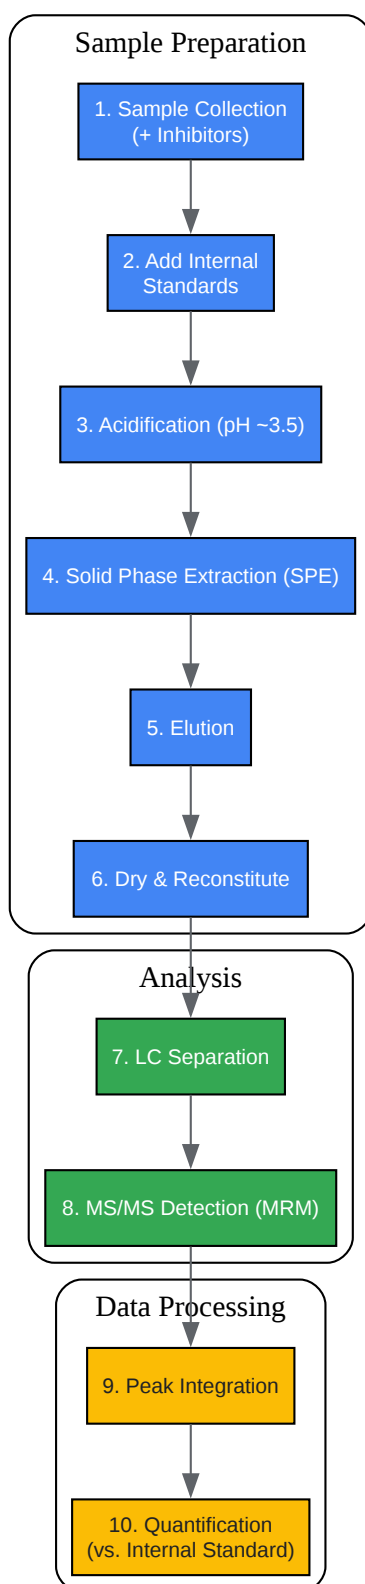 Sample Preparation
1. Sample Collection
(+ Inhibitors)
2. Add Internal
Standards
3. Acidification (pH ~3.5)
4. Solid Phase Extraction (SPE)
5. Elution
6. Dry & Reconstitute
Analysis
7. LC Separation
8. MS/MS Detection (MRM)
Data Processing
9. Peak Integration
10. Quantification
(vs. Internal Standard)